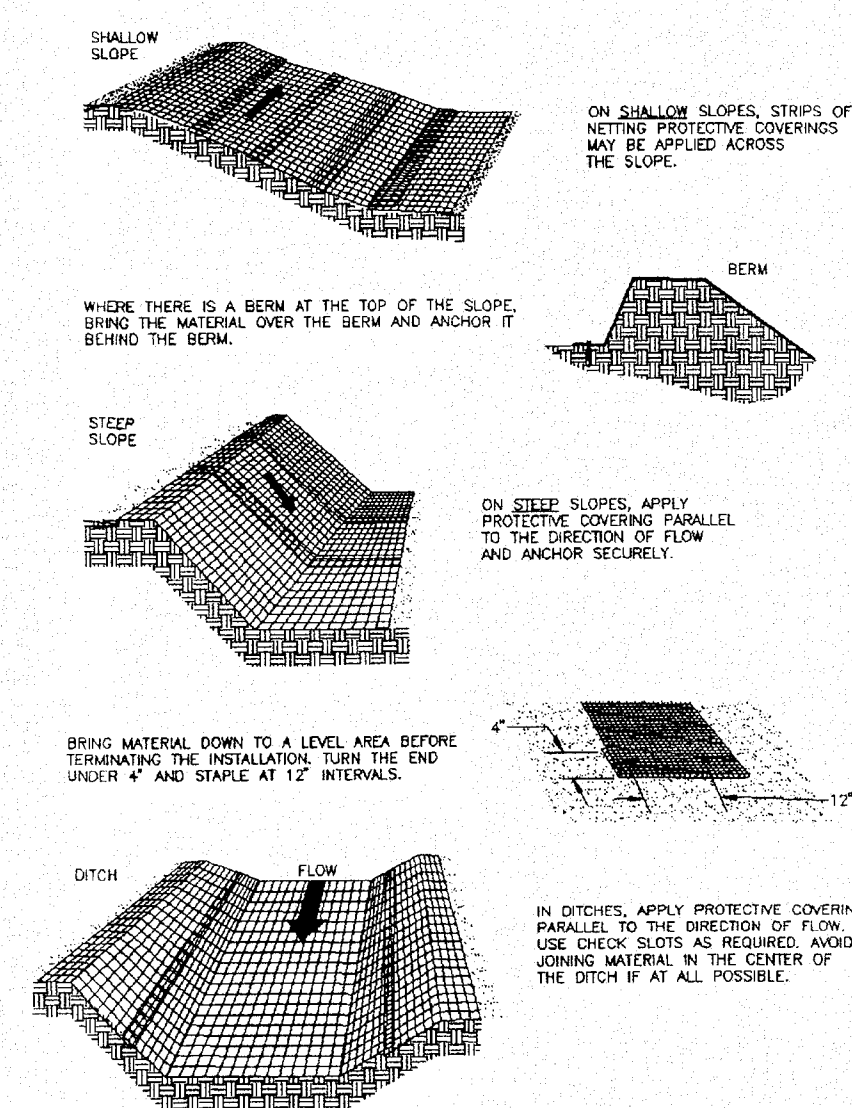 SHALLOW
SLOPE
ON SHALLOW SLOPES, STRIPS OF
NETTING PROTECTIVE COVERINGS
MAY BE APPLIED ACROSS
THE SLOPE.
BERM
WHERE THERE IS A BERM AT THE TOP OF THE SLOPE,
BRING THE MATERIAL OVER THE BERM AND ANCHOR IT
BEHIND THE BERM.
STEEP
SLOPE
ON STEEP SLOPES, APPLY
PROTECTIVE COVERING PARALLEL
TO THE DIRECTION OF FLOW
AND ANCHOR SECURELY.
BRING MATERIAL DOWN TO A LEVEL AREA BEFORE
TERMINATING THE INSTALLATION. TURN THE END
UNDER 4" AND STAPLE AT 12" INTERVALS.
4"
12"
DITCH
FLOW
IN DITCHES, APPLY PROTECTIVE COVERIN
PARALLEL TO THE DIRECTION OF FLOW.
USE CHECK SLOTS AS REQUIRED. AVOID
JOINING MATERIAL IN THE CENTER OF
THE DITCH IF AT ALL POSSIBLE.